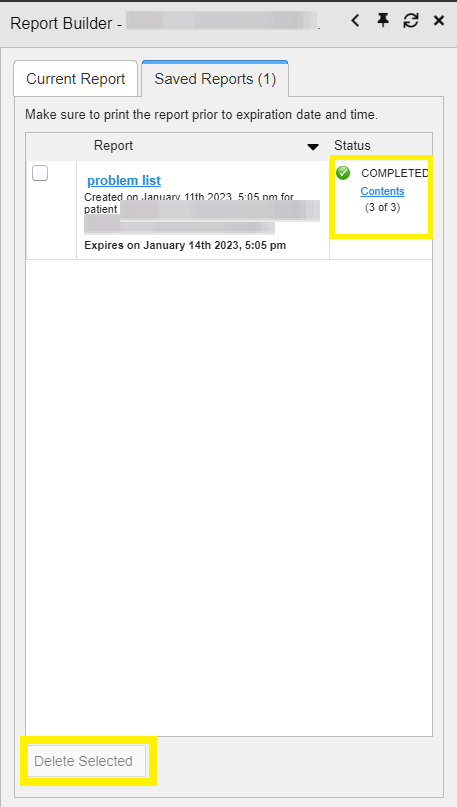 Report Builder -
Current Report
Saved Reports (1)
Make sure to print the report prior to expiration date and time.
Report
Status
problem list
Created on January 11th 2023, 5:05 pm for
patient
Expires on January 14th 2023, 5:05 pm
COMPLETED
Contents
(3 of 3)
Delete Selected